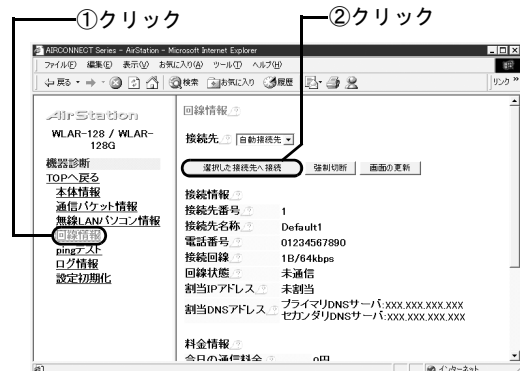 ①クリック
②クリック
AIRCONNECT Series - AirStation - Microsoft Internet Explorer
ファイル(F) 編集(E) 表示(V) お気に入り(A) ツール(T) ヘルプ(H)
戻る 検索 お気に入り 履歴 リンク »
AirStation
WLAR-128 / WLAR-128G
機器診断
TOPへ戻る
本体情報
通信パケット情報
無線LANパソコン情報
回線情報
pingテスト
ログ情報
設定初期化
回線情報
接続先 自動接続先
選択した接続先へ接続 強制切断 画面の更新
接続情報
接続先番号 1
接続先名称 Default1
電話番号 01234567890
接続回線 1B/64kbps
回線状態 未通信
割当IPアドレス 未割当
割当DNSアドレス プライマリDNSサーバ:xxx.xxx.xxx.xxx
セカンダリDNSサーバ:xxx.xxx.xxx.xxx
料金情報
今日の通信料金 0円
インターネット